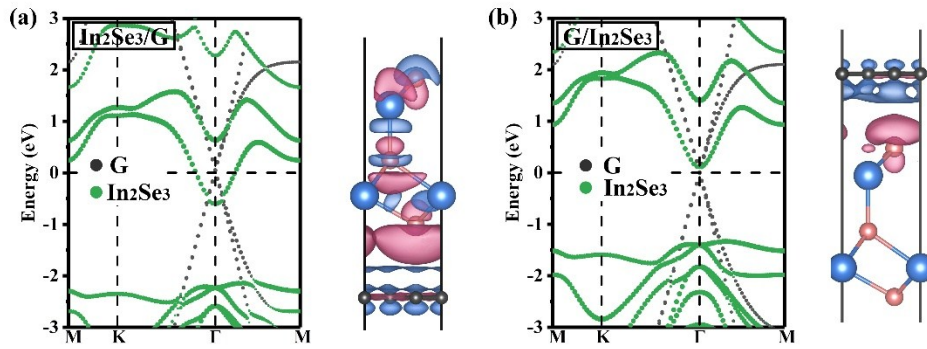 (a)
In₂Se₃/G
Energy (eV)
3
2
1
0
-1
-2
-3
G
In₂Se₃
M K Γ M
(b)
G/In₂Se₃
Energy (eV)
3
2
1
0
-1
-2
-3
G
In₂Se₃
M K Γ M